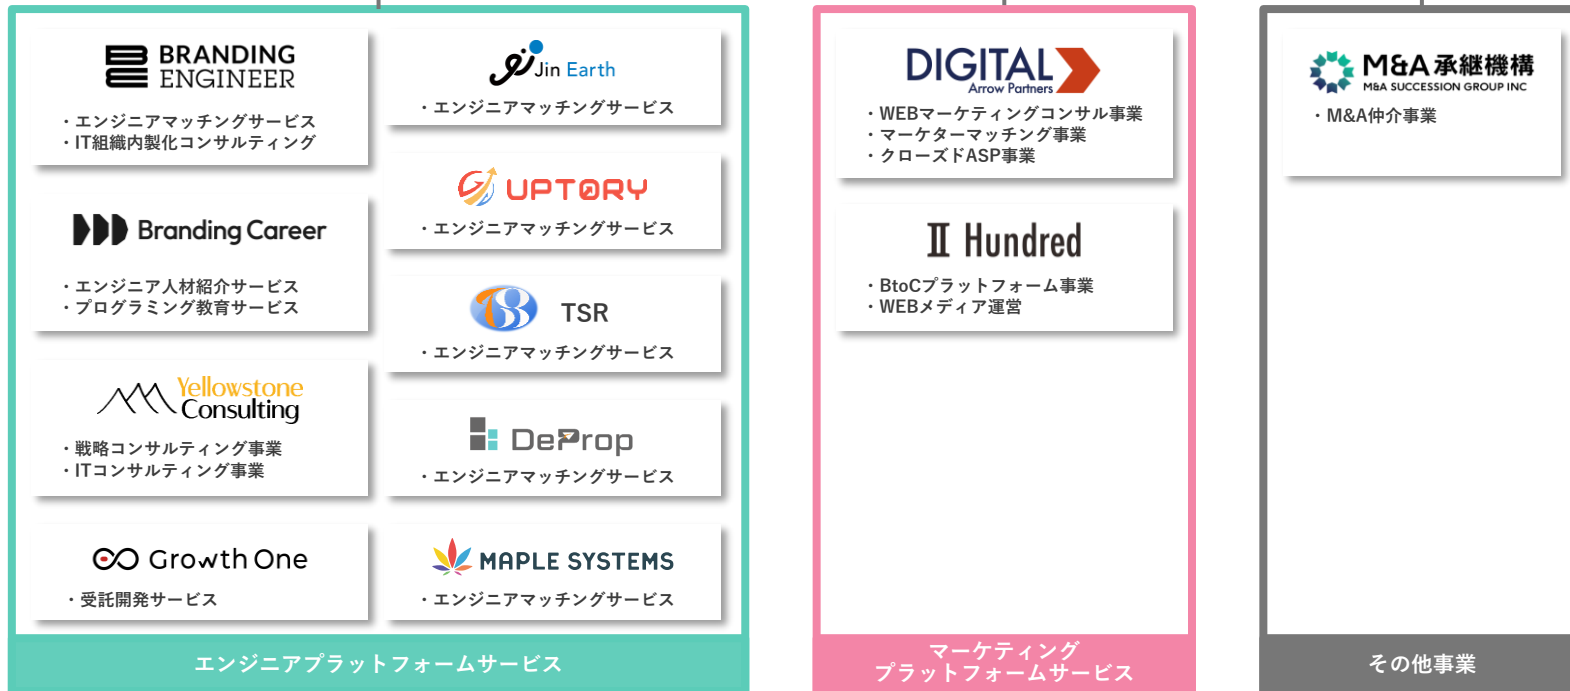 BRANDING
ENGINEER
・エンジニアマッチングサービス
・IT組織内製化コンサルティング
Branding Career
・エンジニア人材紹介サービス
・プログラミング教育サービス
Yellowstone
Consulting
・戦略コンサルティング事業
・ITコンサルティング事業
Growth One
・受託開発サービス
Jin Earth
・エンジニアマッチングサービス
UPTORY
・エンジニアマッチングサービス
TSR
・エンジニアマッチングサービス
DeProp
・エンジニアマッチングサービス
MAPLE SYSTEMS
・エンジニアマッチングサービス
エンジニアプラットフォームサービス
DIGITAL
Arrow Partners
・WEBマーケティングコンサル事業
・マーケターマッチング事業
・クローズドASP事業
II Hundred
・BtoCプラットフォーム事業
・WEBメディア運営
マーケティング
プラットフォームサービス
M&A承継機構
M&A SUCCESSION GROUP INC
・M&A仲介事業
その他事業